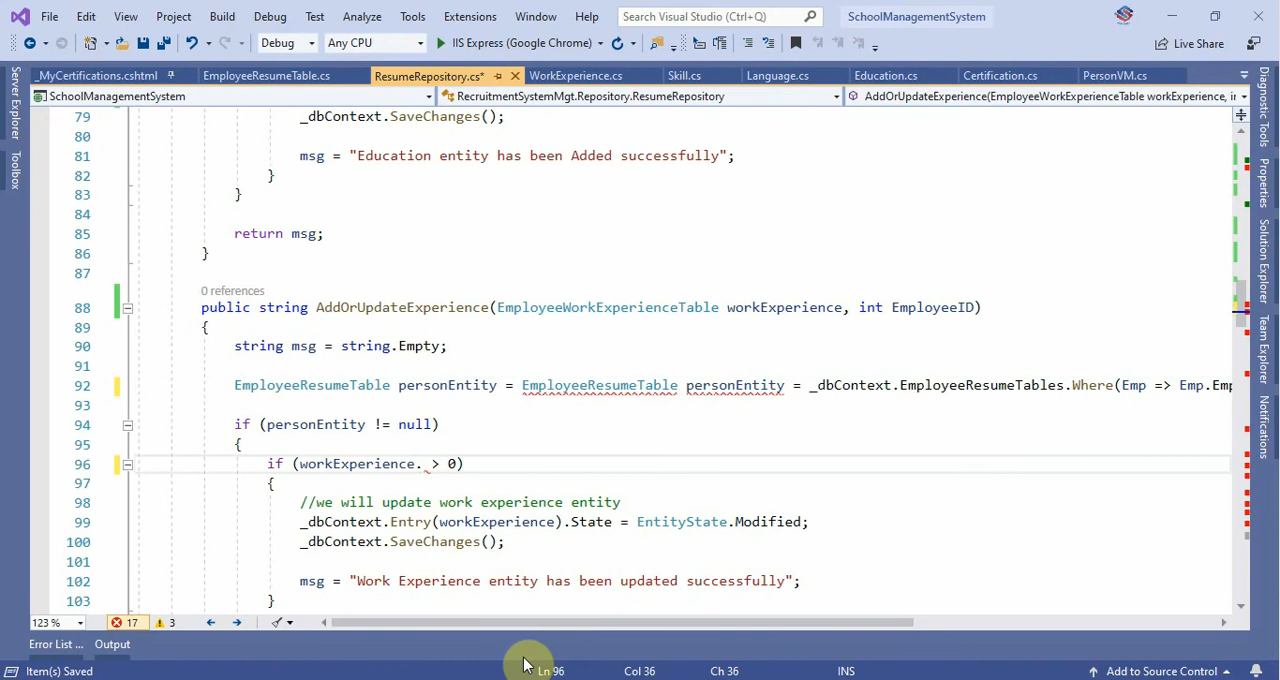 File Edit View Project Build Debug Test Analyze Tools Extensions Window Help Search Visual Studio (Ctrl+Q) SchoolManagementSystem
Debug Any CPU IIS Express (Google Chrome) Live Share
_MyCertifications.cshtml EmployeeResumeTable.cs ResumeRepository.cs* WorkExperience.cs Skill.cs Language.cs Education.cs Certification.cs PersonVM.cs
SchoolManagementSystem RecruitmentSystemMgt.Repository.ResumeRepository AddOrUpdateExperience(EmployeeWorkExperienceTable workExperience, in
Server Explorer
Toolbox
79 {
80
81 msg = "Education entity has been Added successfully";
82 }
83 }
84
85 return msg;
86 }
87
0 references
88 public string AddOrUpdateExperience(EmployeeWorkExperienceTable workExperience, int EmployeeID)
89 {
90 string msg = string.Empty;
91
92 EmployeeResumeTable personEntity = EmployeeResumeTable personEntity = _dbContext.EmployeeResumeTables.Where(Emp => Emp.Emp
93
94 if (personEntity != null)
95 {
96 if (workExperience. > 0)
97 {
98 //we will update work experience entity
99 _dbContext.Entry(workExperience).State = EntityState.Modified;
100 _dbContext.SaveChanges();
101
102 msg = "Work Experience entity has been updated successfully";
103 }
Diagnostic Tools
Properties
Solution Explorer
Team Explorer
Notifications
123 % 17 3
Error List ... Output
Item(s) Saved Ln 96 Col 36 Ch 36 INS Add to Source Control